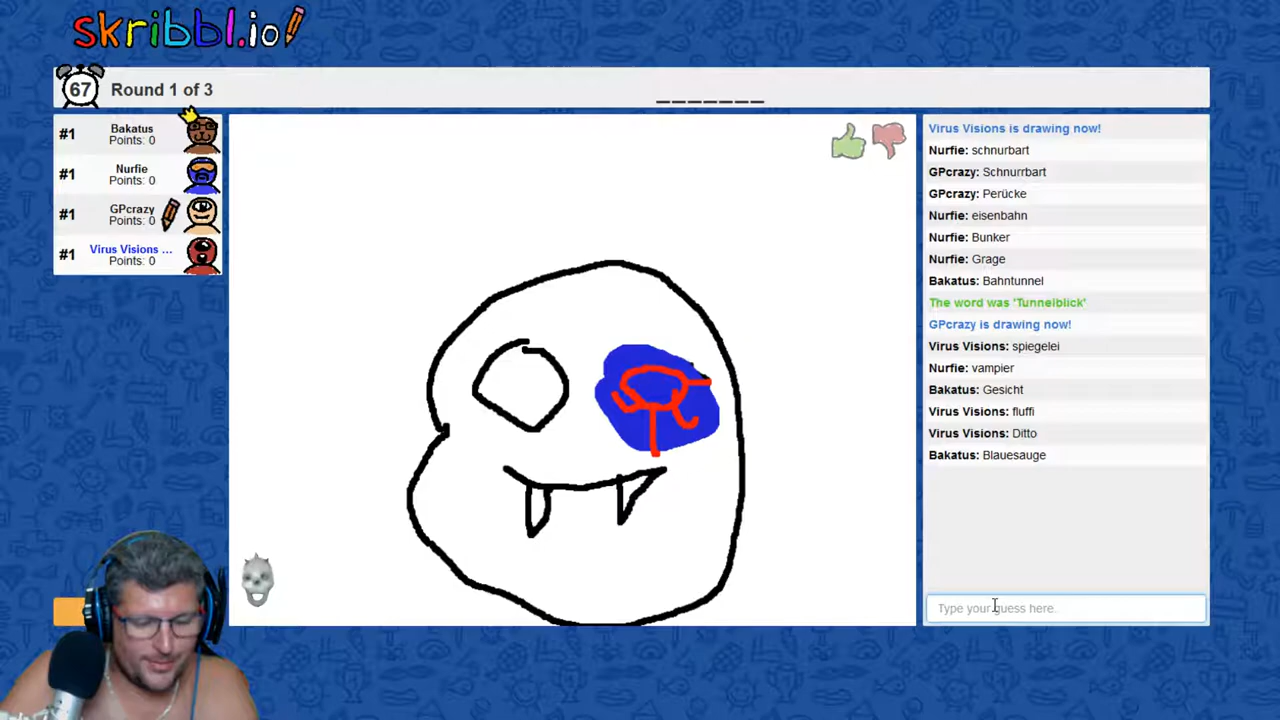 skribbl.io
67
Round 1 of 3
_______
#1 Bakatus
Points: 0
#1 Nurfie
Points: 0
#1 GPcrazy
Points: 0
#1 Virus Visions ...
Points: 0
Virus Visions is drawing now!
Nurfie: schnurbart
GPcrazy: Schnurrbart
GPcrazy: Perücke
Nurfie: eisenbahn
Nurfie: Bunker
Nurfie: Grage
Bakatus: Bahntunnel
The word was 'Tunnelblick'
GPcrazy is drawing now!
Virus Visions: spiegelei
Nurfie: vampier
Bakatus: Gesicht
Virus Visions: fluffi
Virus Visions: Ditto
Bakatus: Blauesauge
Type your guess here..